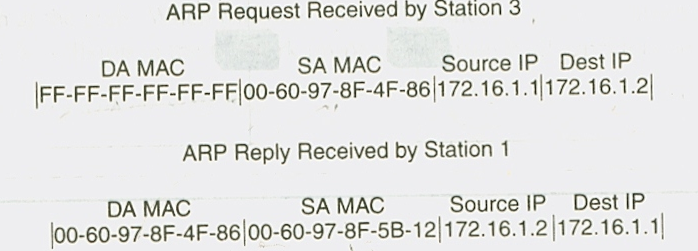 ARP Request Received by Station 3
DA MAC SA MAC Source IP Dest IP
|FF-FF-FF-FF-FF-FF|00-60-97-8F-4F-86|172.16.1.1|172.16.1.2|
ARP Reply Received by Station 1
DA MAC SA MAC Source IP Dest IP
|00-60-97-8F-4F-86|00-60-97-8F-5B-12|172.16.1.2|172.16.1.1|